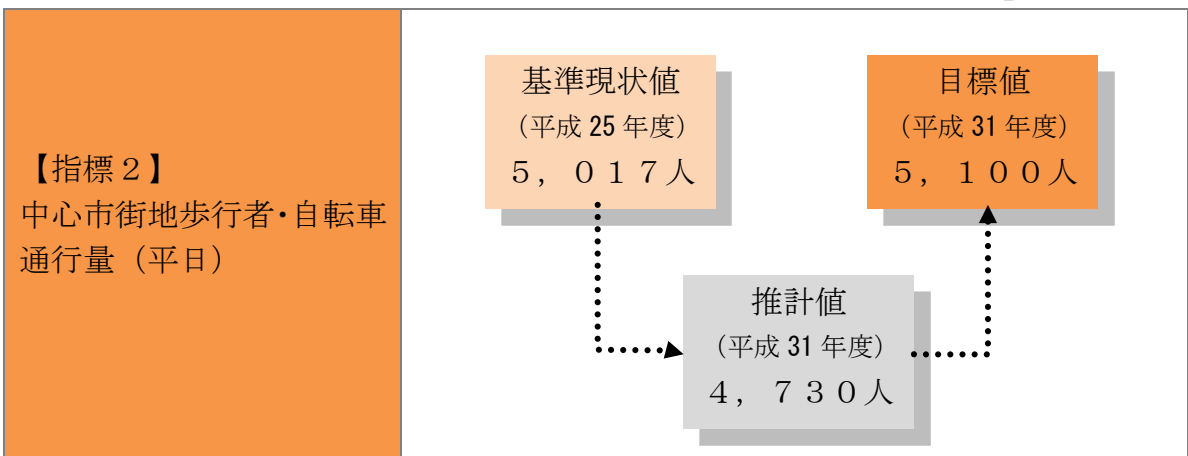 【指標２】
中心市街地歩行者・自転車
通行量（平日）
基準現状値
（平成 25 年度）
５，０１７人
目標値
（平成 31 年度）
５，１００人
推計値
（平成 31 年度）
４，７３０人